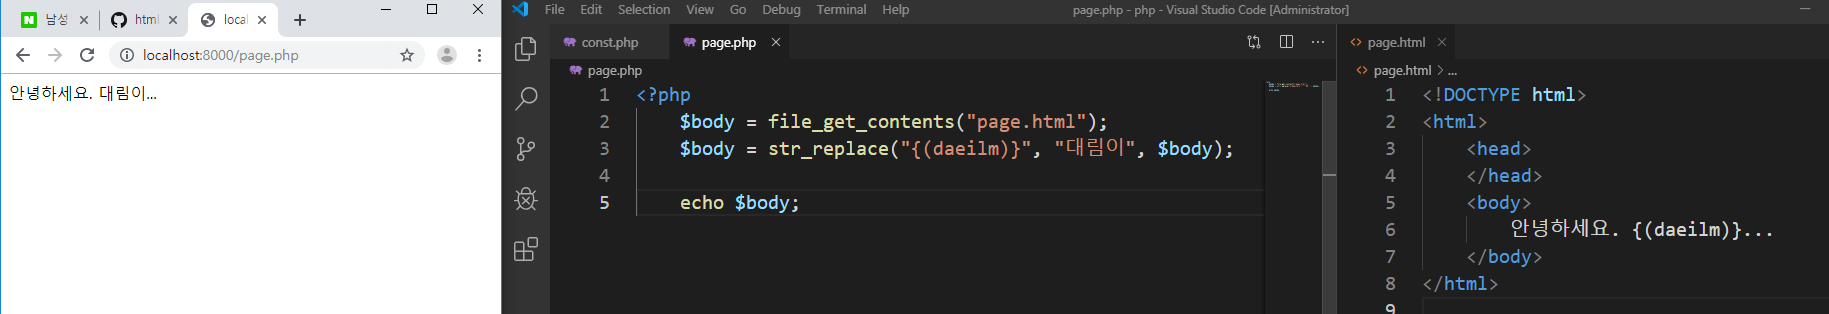 남성
html
local
localhost:8000/page.php
안녕하세요. 대림이...
File Edit Selection View Go Debug Terminal Help
page.php - php - Visual Studio Code [Administrator]
const.php
page.php
page.php
1 <?php
2 $body = file_get_contents("page.html");
3 $body = str_replace("{(daeilm)}", "대림이", $body);
4
5 echo $body;
page.html
page.html > ...
1 <!DOCTYPE html>
2 <html>
3 <head>
4 </head>
5 <body>
6 안녕하세요. {(daeilm)}...
7 </body>
8 </html>
9